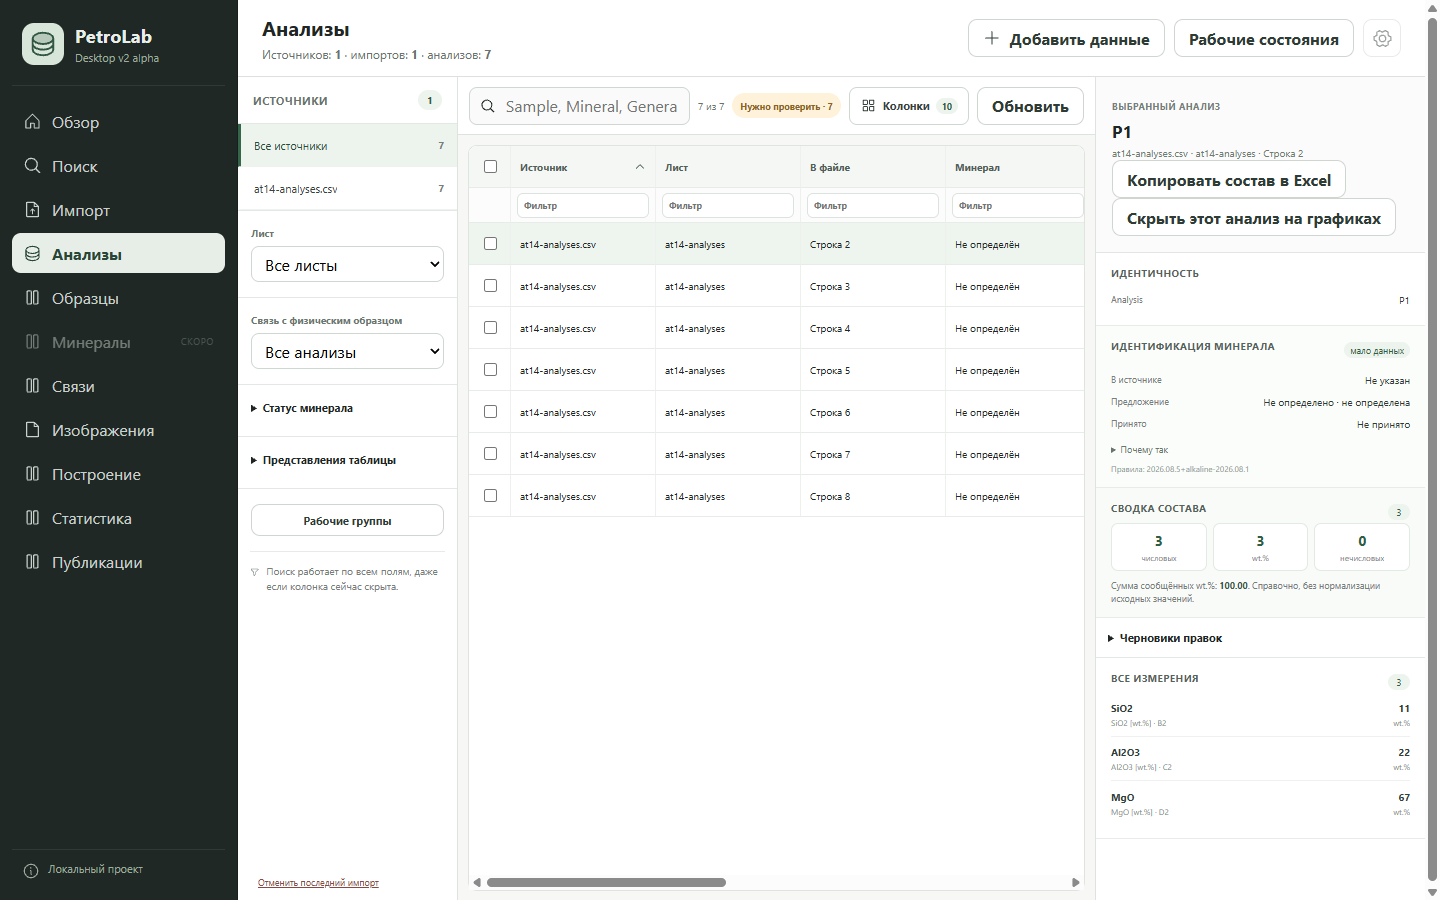 PetroLab
Desktop v2 alpha
Обзор
Поиск
Импорт
Анализы
Образцы
Минералы СКОРО
Связи
Изображения
Построение
Статистика
Публикации
Локальный проект
Анализы
Источников: 1 · импортов: 1 · анализов: 7
Добавить данные
Рабочие состояния
ИСТОЧНИКИ 1
Все источники 7
at14-analyses.csv 7
Лист
Все листы
Связь с физическим образцом
Все анализы
Статус минерала
Представления таблицы
Рабочие группы
Поиск работает по всем полям, даже
если колонка сейчас скрыта.
Отменить последний импорт
Sample, Mineral, Genera
7 из 7
Нужно проверить · 7
Колонки 10
Обновить
Источник Лист В файле Минерал
Фильтр Фильтр Фильтр Фильтр
at14-analyses.csv at14-analyses Строка 2 Не определён
at14-analyses.csv at14-analyses Строка 3 Не определён
at14-analyses.csv at14-analyses Строка 4 Не определён
at14-analyses.csv at14-analyses Строка 5 Не определён
at14-analyses.csv at14-analyses Строка 6 Не определён
at14-analyses.csv at14-analyses Строка 7 Не определён
at14-analyses.csv at14-analyses Строка 8 Не определён
ВЫБРАННЫЙ АНАЛИЗ
P1
at14-analyses.csv · at14-analyses · Строка 2
Копировать состав в Excel
Скрыть этот анализ на графиках
ИДЕНТИЧНОСТЬ
Analysis P1
ИДЕНТИФИКАЦИЯ МИНЕРАЛА мало данных
В источнике Не указан
Предложение Не определено · не определена
Принято Не принято
Почему так
Правила: 2026.08.5+alkaline-2026.08.1
СВОДКА СОСТАВА 3
3 3 0
числовых wt.% нечисловых
Сумма сообщённых wt.%: 100.00. Справочно, без нормализации
исходных значений.
Черновики правок
ВСЕ ИЗМЕРЕНИЯ 3
SiO2 11
SiO2 [wt.%] · B2 wt.%
Al2O3 22
Al2O3 [wt.%] · C2 wt.%
MgO 67
MgO [wt.%] · D2 wt.%